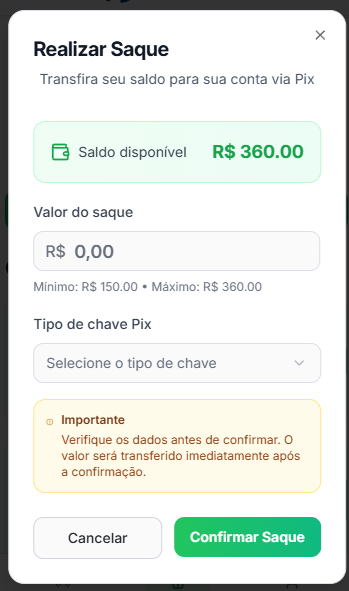 Realizar Saque
Transfira seu saldo para sua conta via Pix
Saldo disponível R$ 360.00
Valor do saque
R$ 0,00
Mínimo: R$ 150.00 • Máximo: R$ 360.00
Tipo de chave Pix
Selecione o tipo de chave
Importante
Verifique os dados antes de confirmar. O
valor será transferido imediatamente após
a confirmação.
Cancelar Confirmar Saque